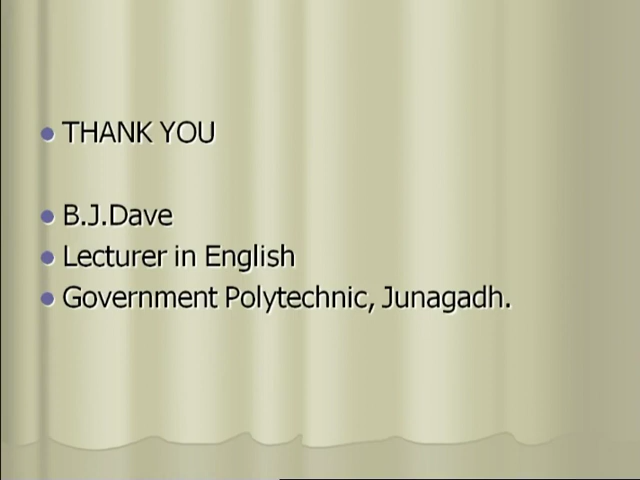 THANK YOU
B.J.Dave
Lecturer in English
Government Polytechnic, Junagadh.